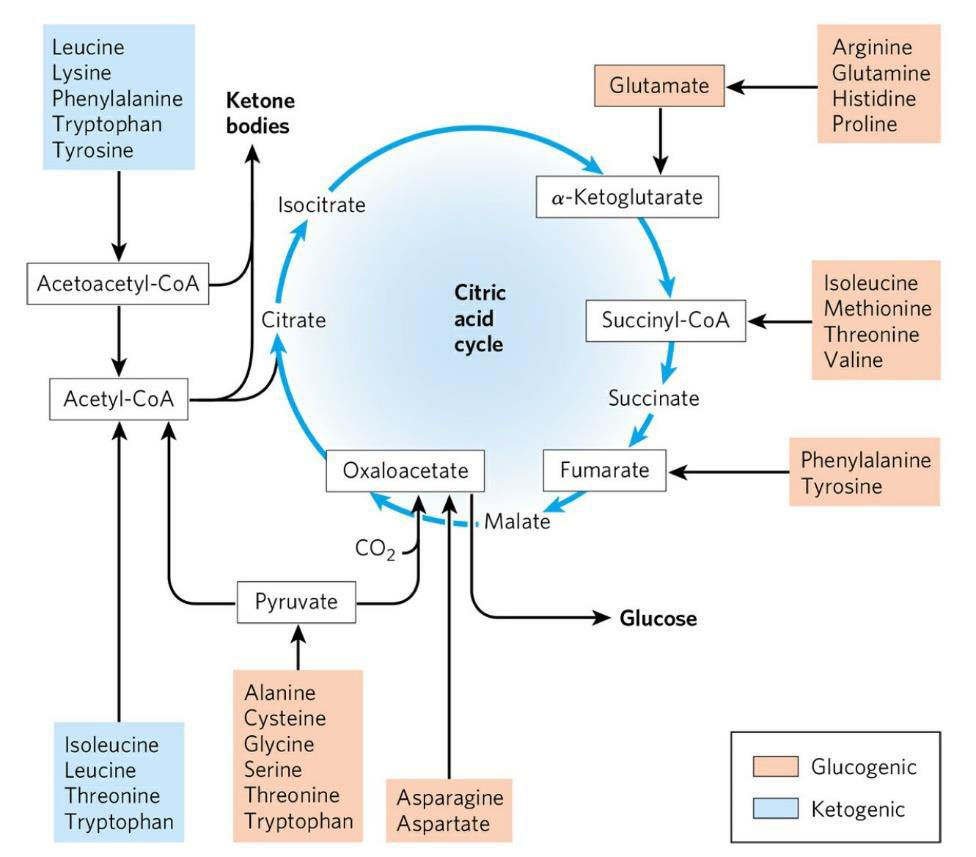 Leucine
Lysine
Phenylalanine
Tryptophan
Tyrosine
Ketone
bodies
Glutamate
Arginine
Glutamine
Histidine
Proline
Isocitrate
α-Ketoglutarate
Acetoacetyl-CoA
Citrate
Citric
acid
cycle
Succinyl-CoA
Isoleucine
Methionine
Threonine
Valine
Acetyl-CoA
Succinate
Oxaloacetate
Fumarate
Phenylalanine
Tyrosine
Malate
CO₂
Pyruvate
Glucose
Isoleucine
Leucine
Threonine
Tryptophan
Alanine
Cysteine
Glycine
Serine
Threonine
Tryptophan
Asparagine
Aspartate
Glucogenic
Ketogenic